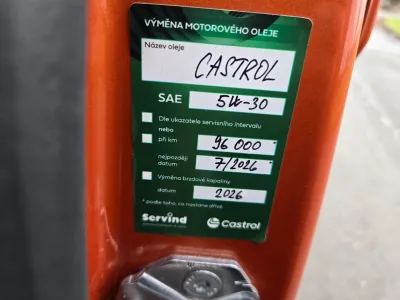 VÝMĚNA MOTOROVÉHO OLEJE
Název oleje
CASTROL
SAE 5W-30
Dle ukazatele servisního intervalu
nebo
při km 96 000
nejpozději
datum 7/2026
Výměna brzdové kapaliny
datum 2026
* podle toho, co nastane dříve
Servind
Castrol